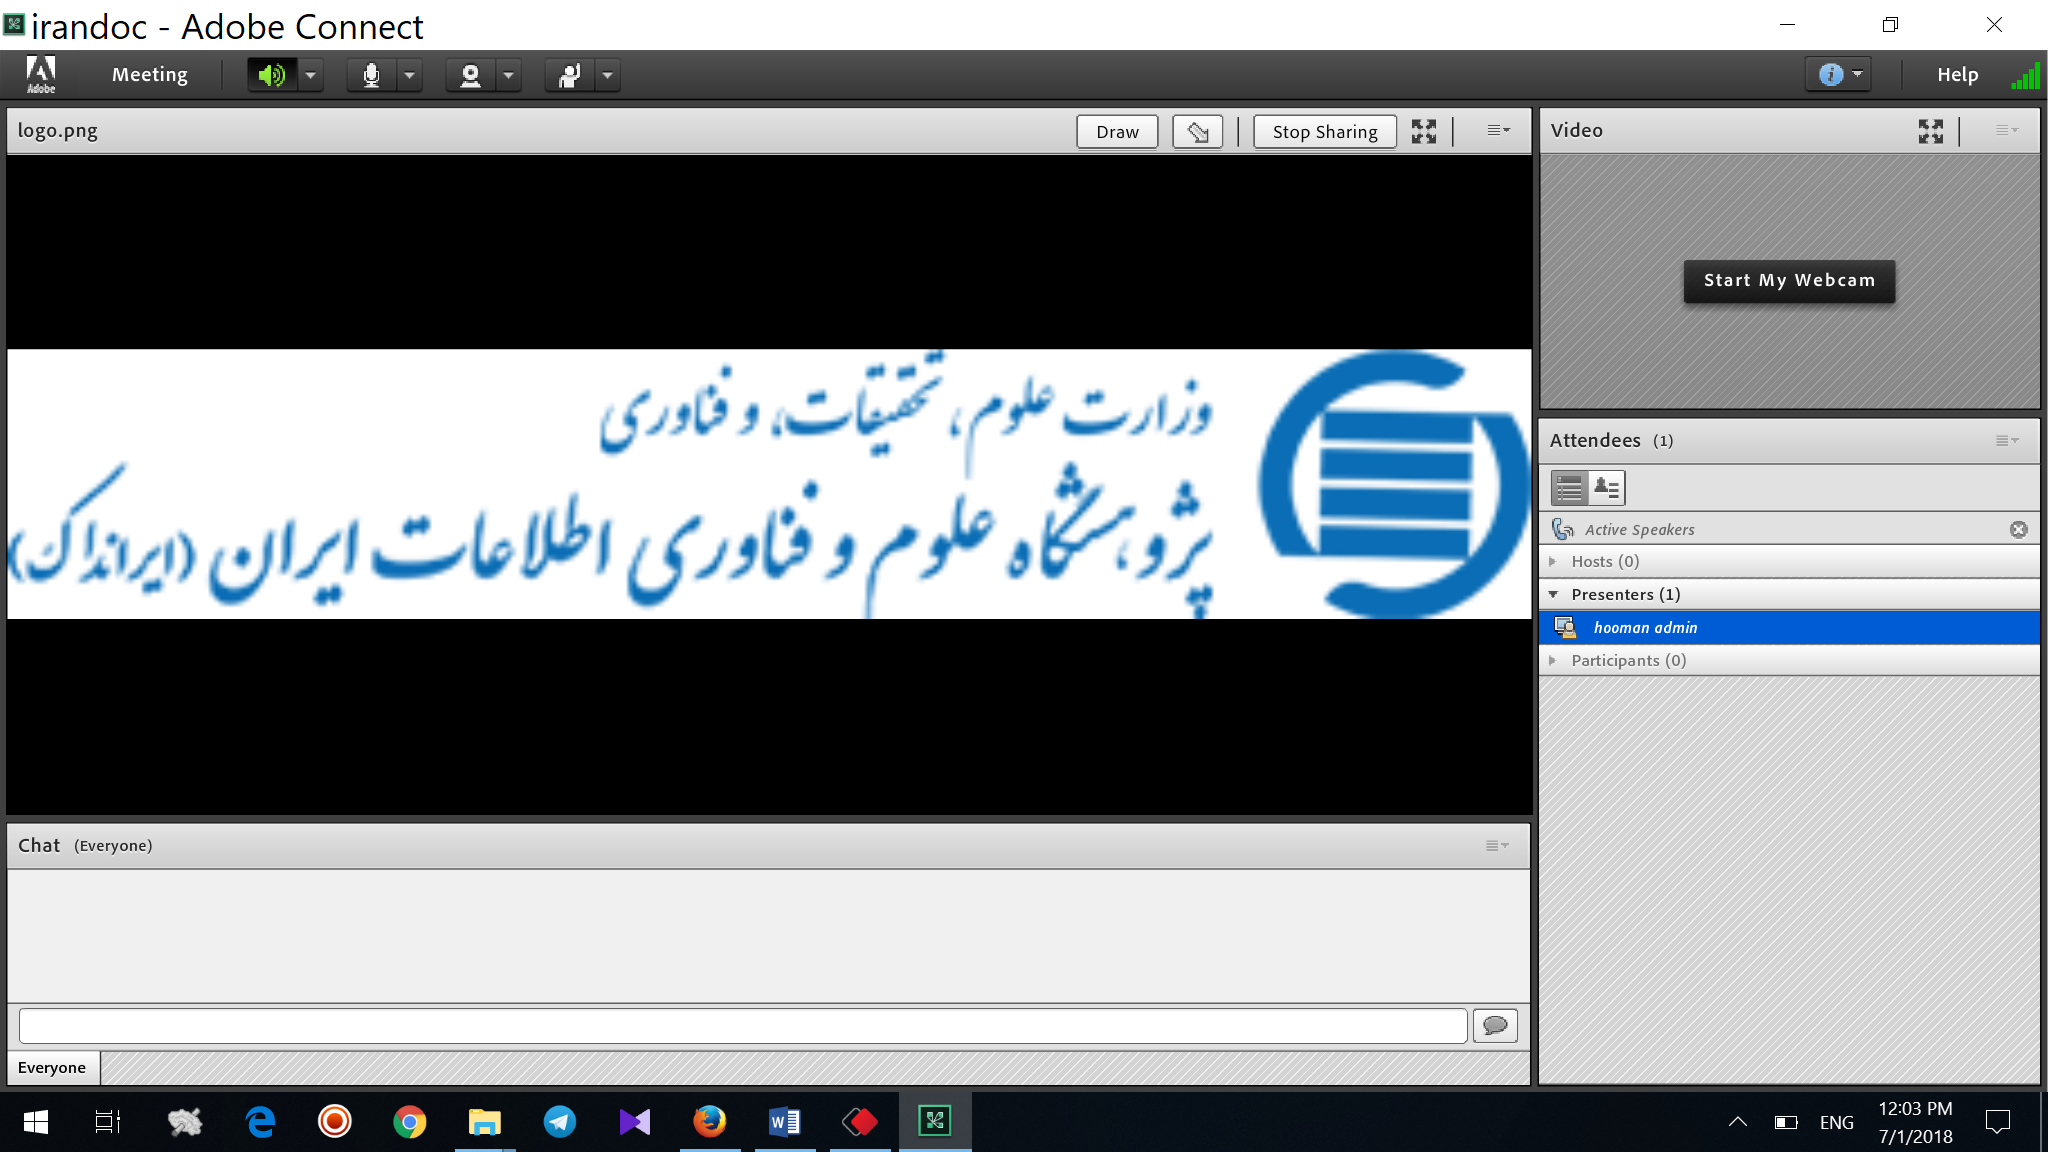 irandoc - Adobe Connect
Adobe
Meeting
Help
logo.png
Draw
Stop Sharing
وزارت علوم، تحقیقات، و فناوری
پژوهشگاه علوم و فناوری اطلاعات ایران (ایرانداک)
Video
Start My Webcam
Attendees (1)
Active Speakers
Hosts (0)
Presenters (1)
hooman admin
Participants (0)
Chat (Everyone)
Everyone
ENG
12:03 PM
7/1/2018